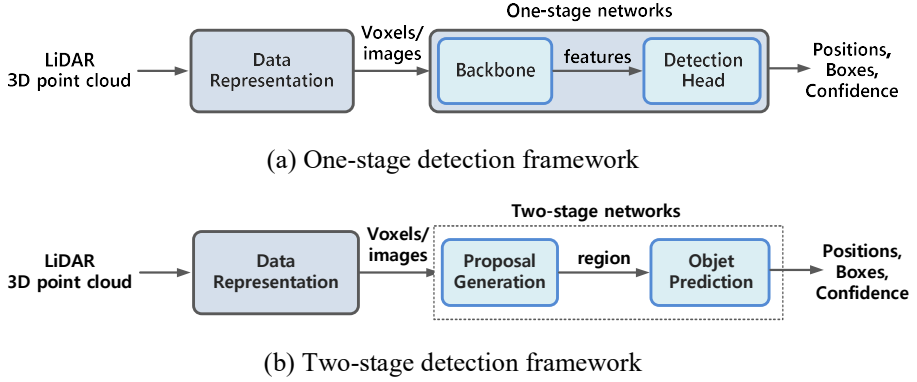 One-stage networks
LiDAR
3D point cloud
Data
Representation
Voxels/
images
Backbone
features
Detection
Head
Positions,
Boxes,
Confidence
(a) One-stage detection framework
Two-stage networks
LiDAR
3D point cloud
Data
Representation
Voxels/
images
Proposal
Generation
region
Objet
Prediction
Positions,
Boxes,
Confidence
(b) Two-stage detection framework